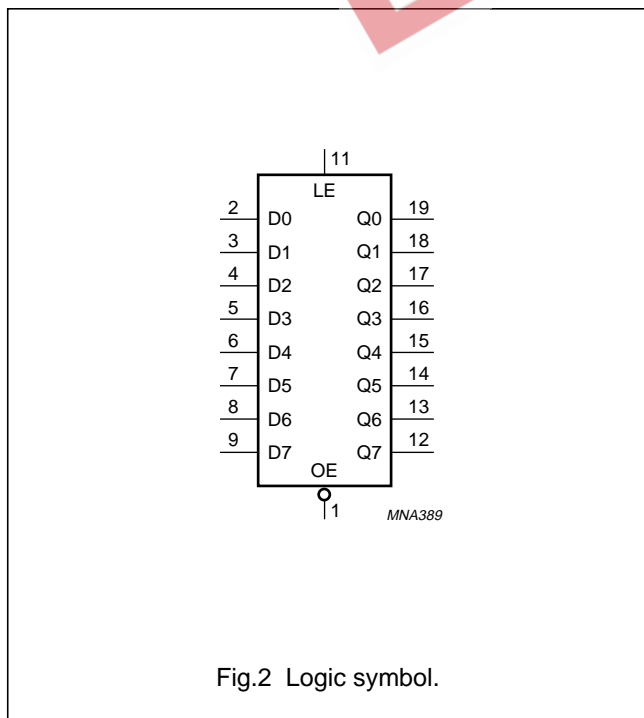 11
LE
2 D0 Q0 19
3 D1 Q1 18
4 D2 Q2 17
5 D3 Q3 16
6 D4 Q4 15
7 D5 Q5 14
8 D6 Q6 13
9 D7 Q7 12
OE
1
MNA389
Fig.2 Logic symbol.